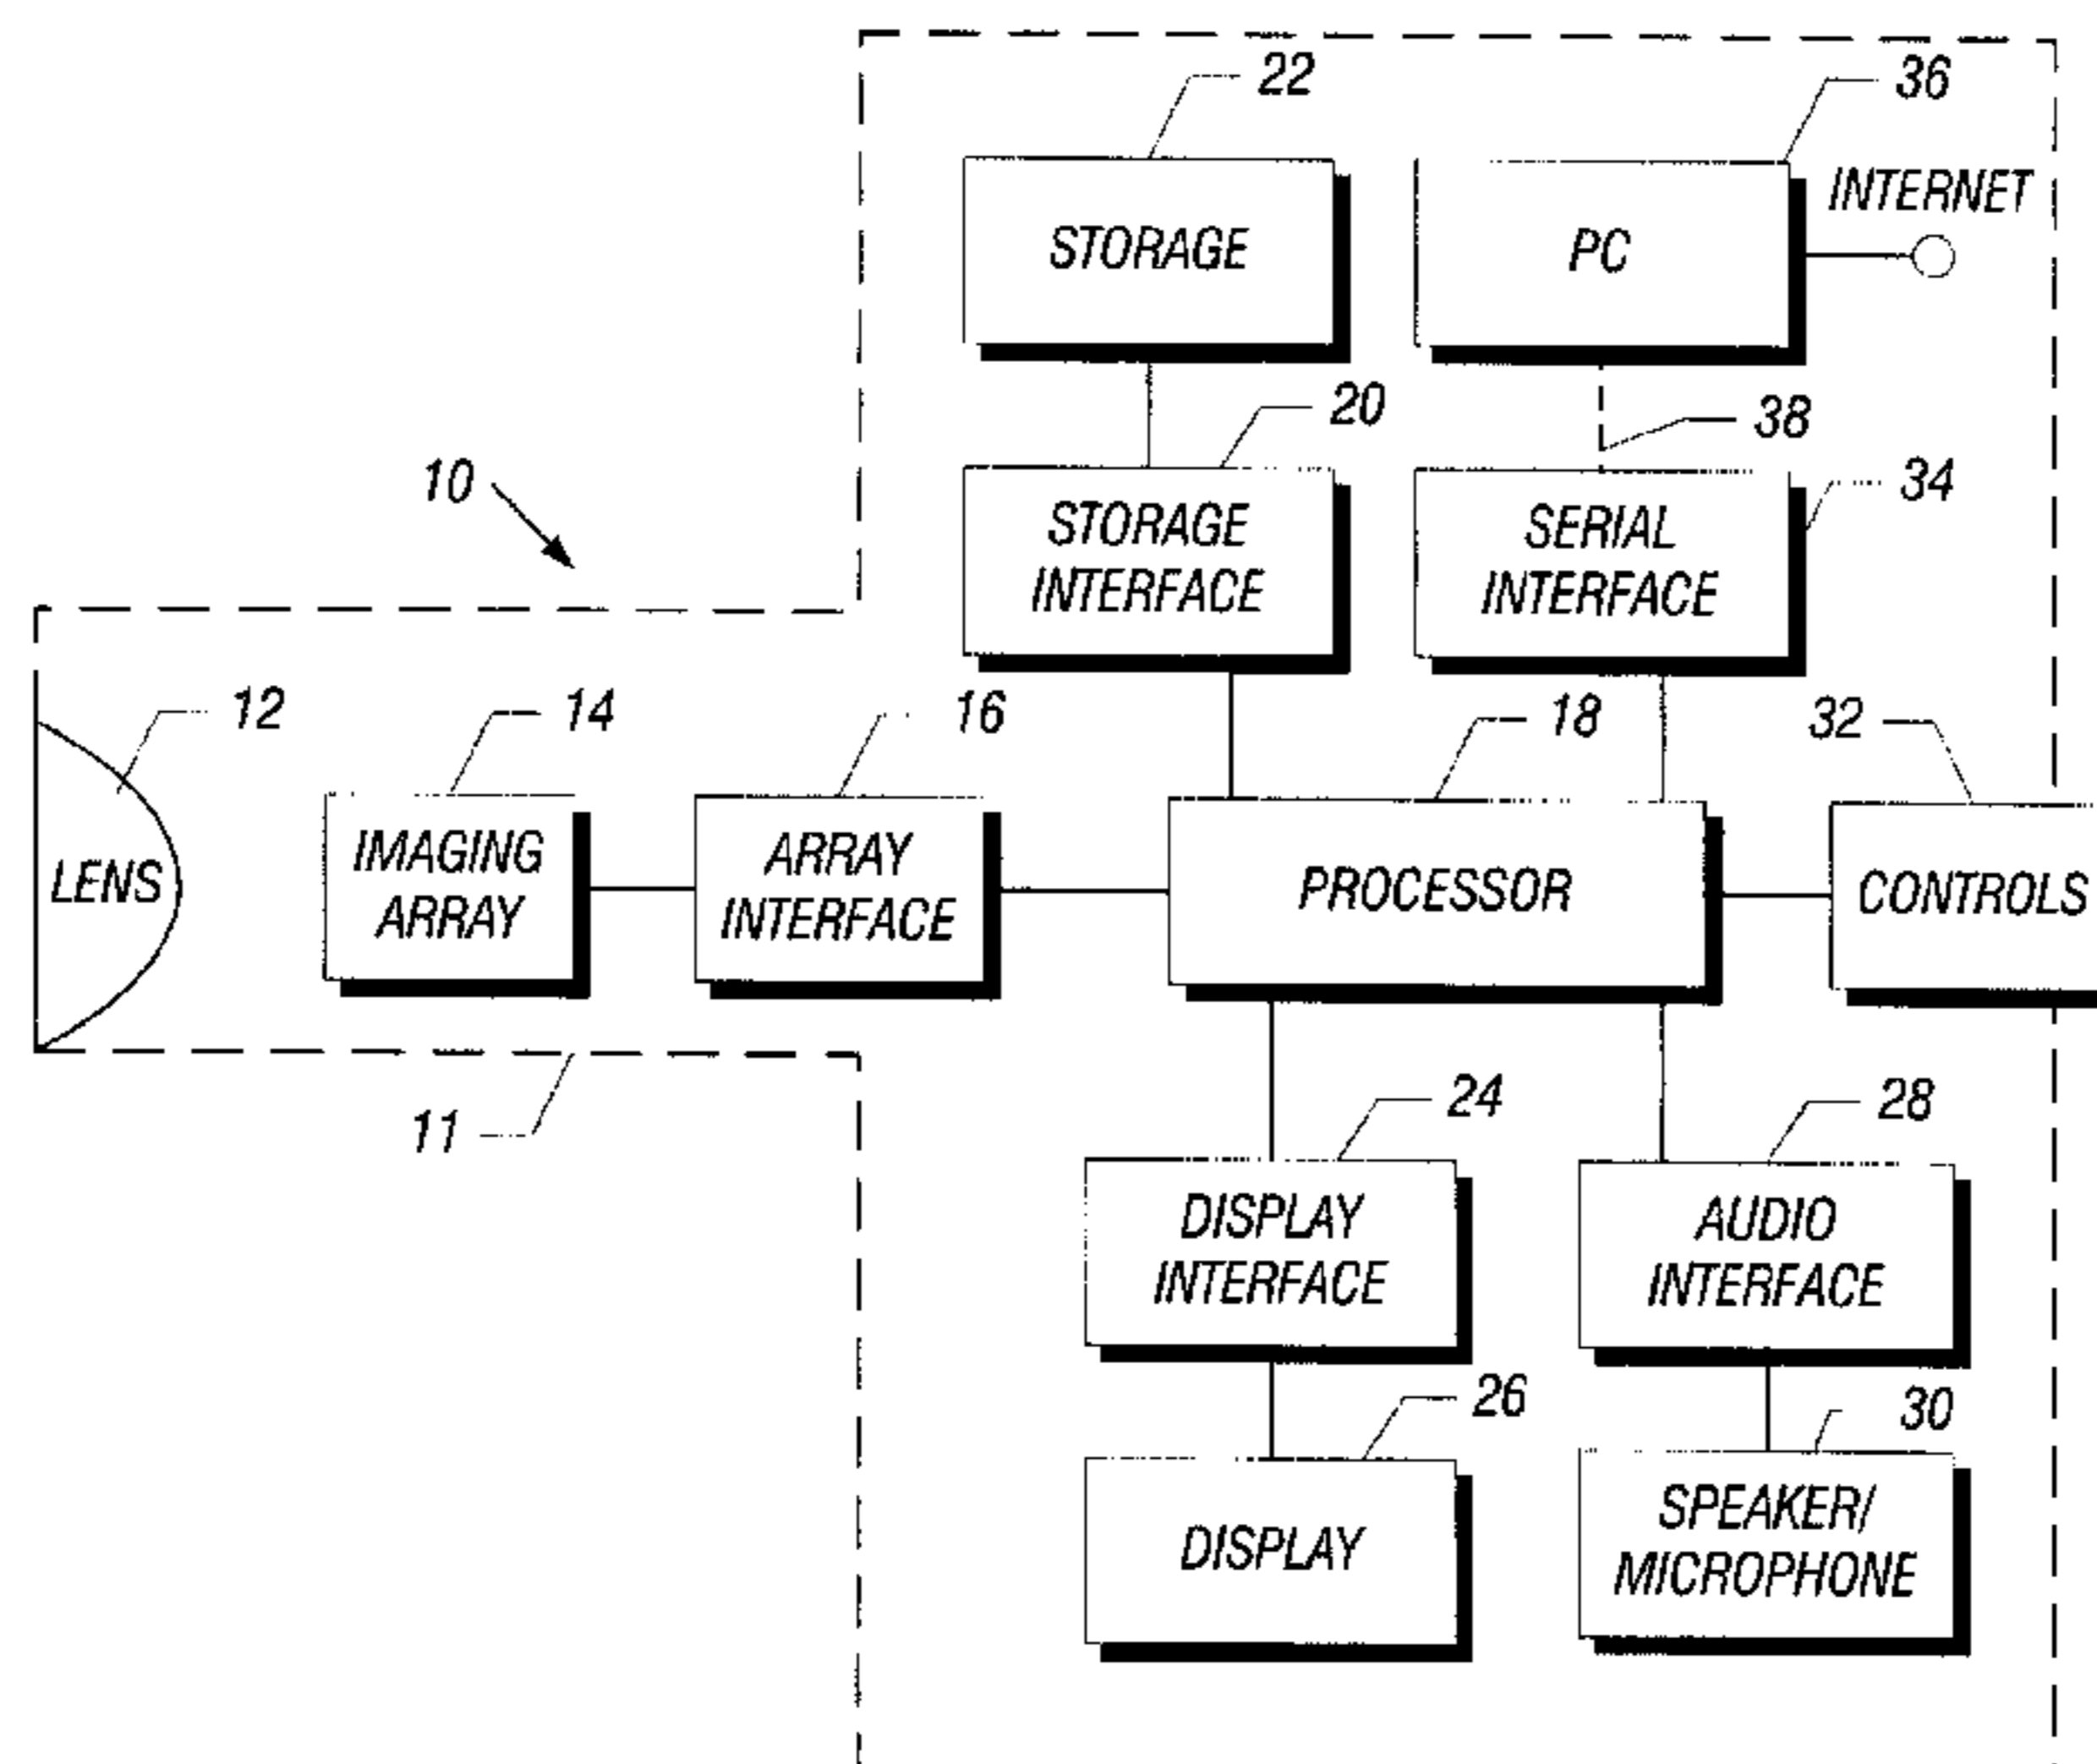 22
36
STORAGE
PC
INTERNET
20
38
10
STORAGE
INTERFACE
SERIAL
INTERFACE
34
12
14
16
18
32
LENS
IMAGING
ARRAY
ARRAY
INTERFACE
PROCESSOR
CONTROLS
11
24
28
DISPLAY
INTERFACE
AUDIO
INTERFACE
26
30
DISPLAY
SPEAKER/
MICROPHONE